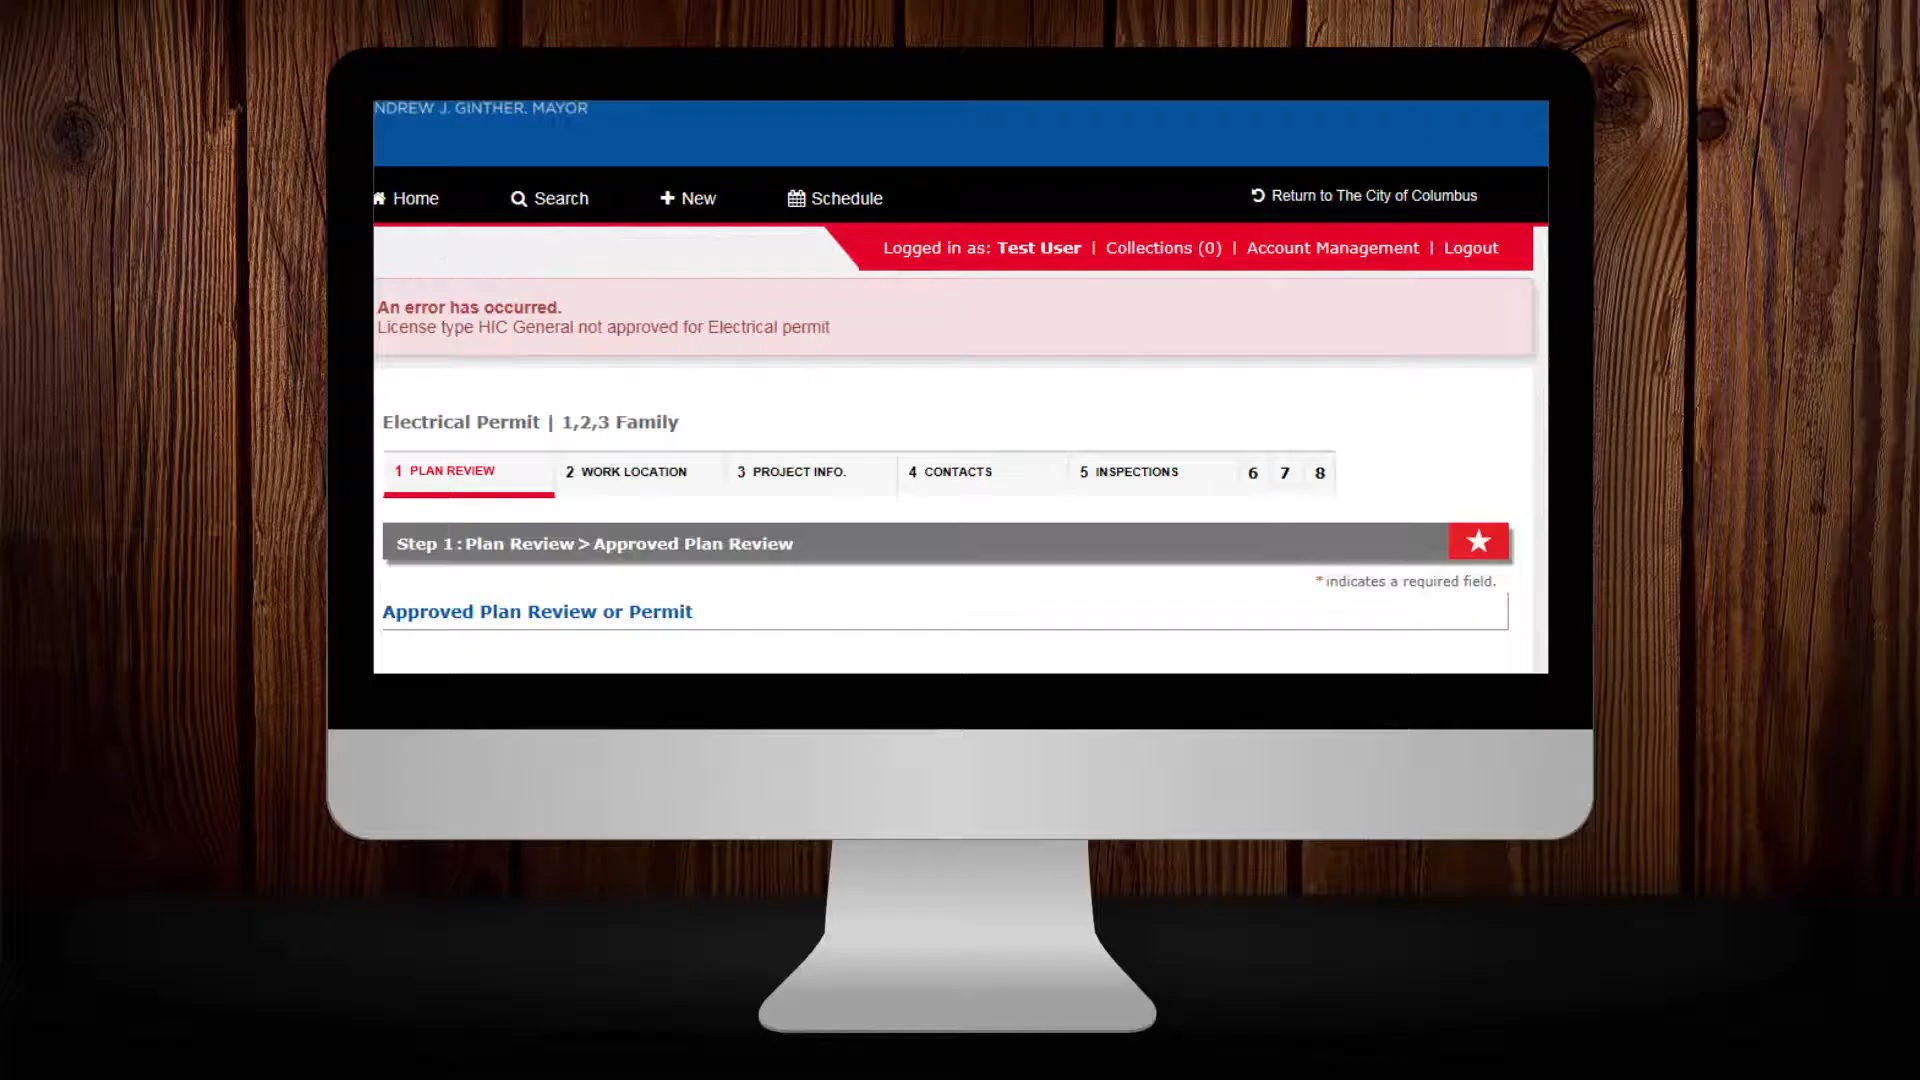 NDREW J. GINTHER, MAYOR
Home Search New Schedule Return to The City of Columbus
Logged in as: Test User | Collections (0) | Account Management | Logout
An error has occurred.
License type HIC General not approved for Electrical permit
Electrical Permit | 1,2,3 Family
1 PLAN REVIEW 2 WORK LOCATION 3 PROJECT INFO. 4 CONTACTS 5 INSPECTIONS 6 7 8
Step 1: Plan Review > Approved Plan Review
* indicates a required field.
Approved Plan Review or Permit